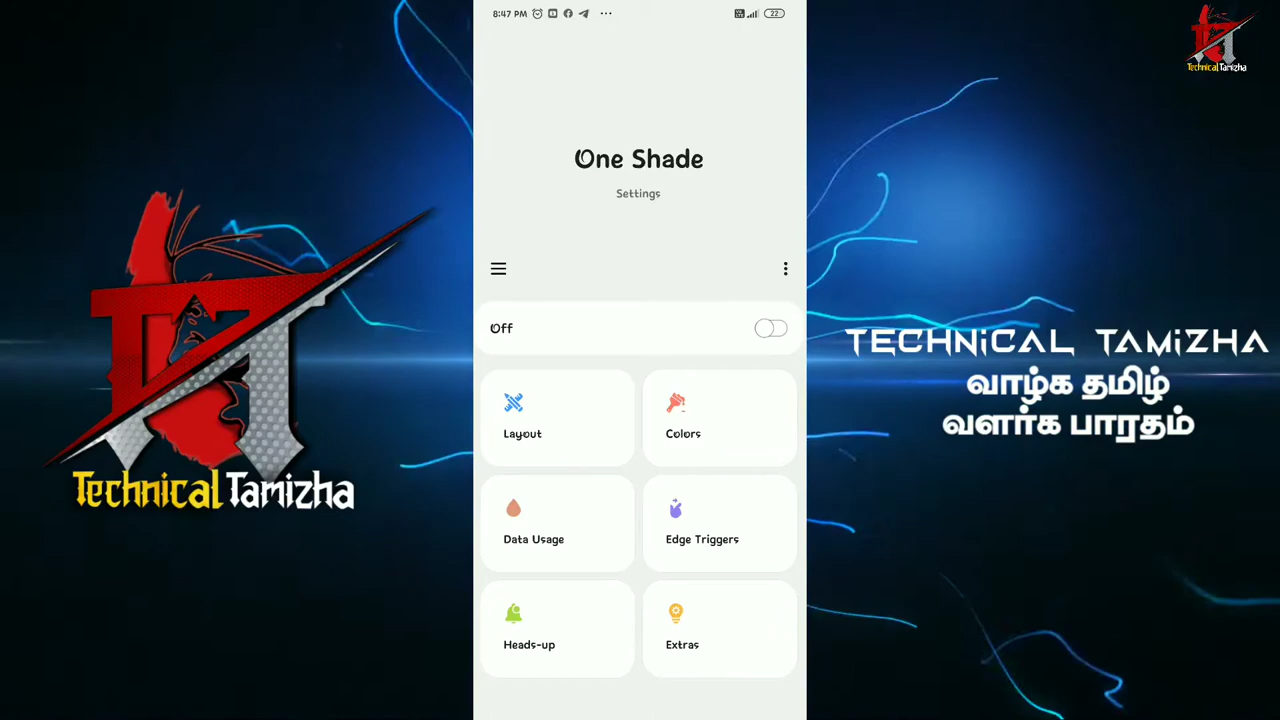 8:47 PM
22
Technical Tamizha
One Shade
Settings
Off
Layout
Colors
Data Usage
Edge Triggers
Heads-up
Extras
Technical Tamizha
TECHNiCAL TAMiZHA
வாழ்க தமிழ்
வளர்க பாரதம்